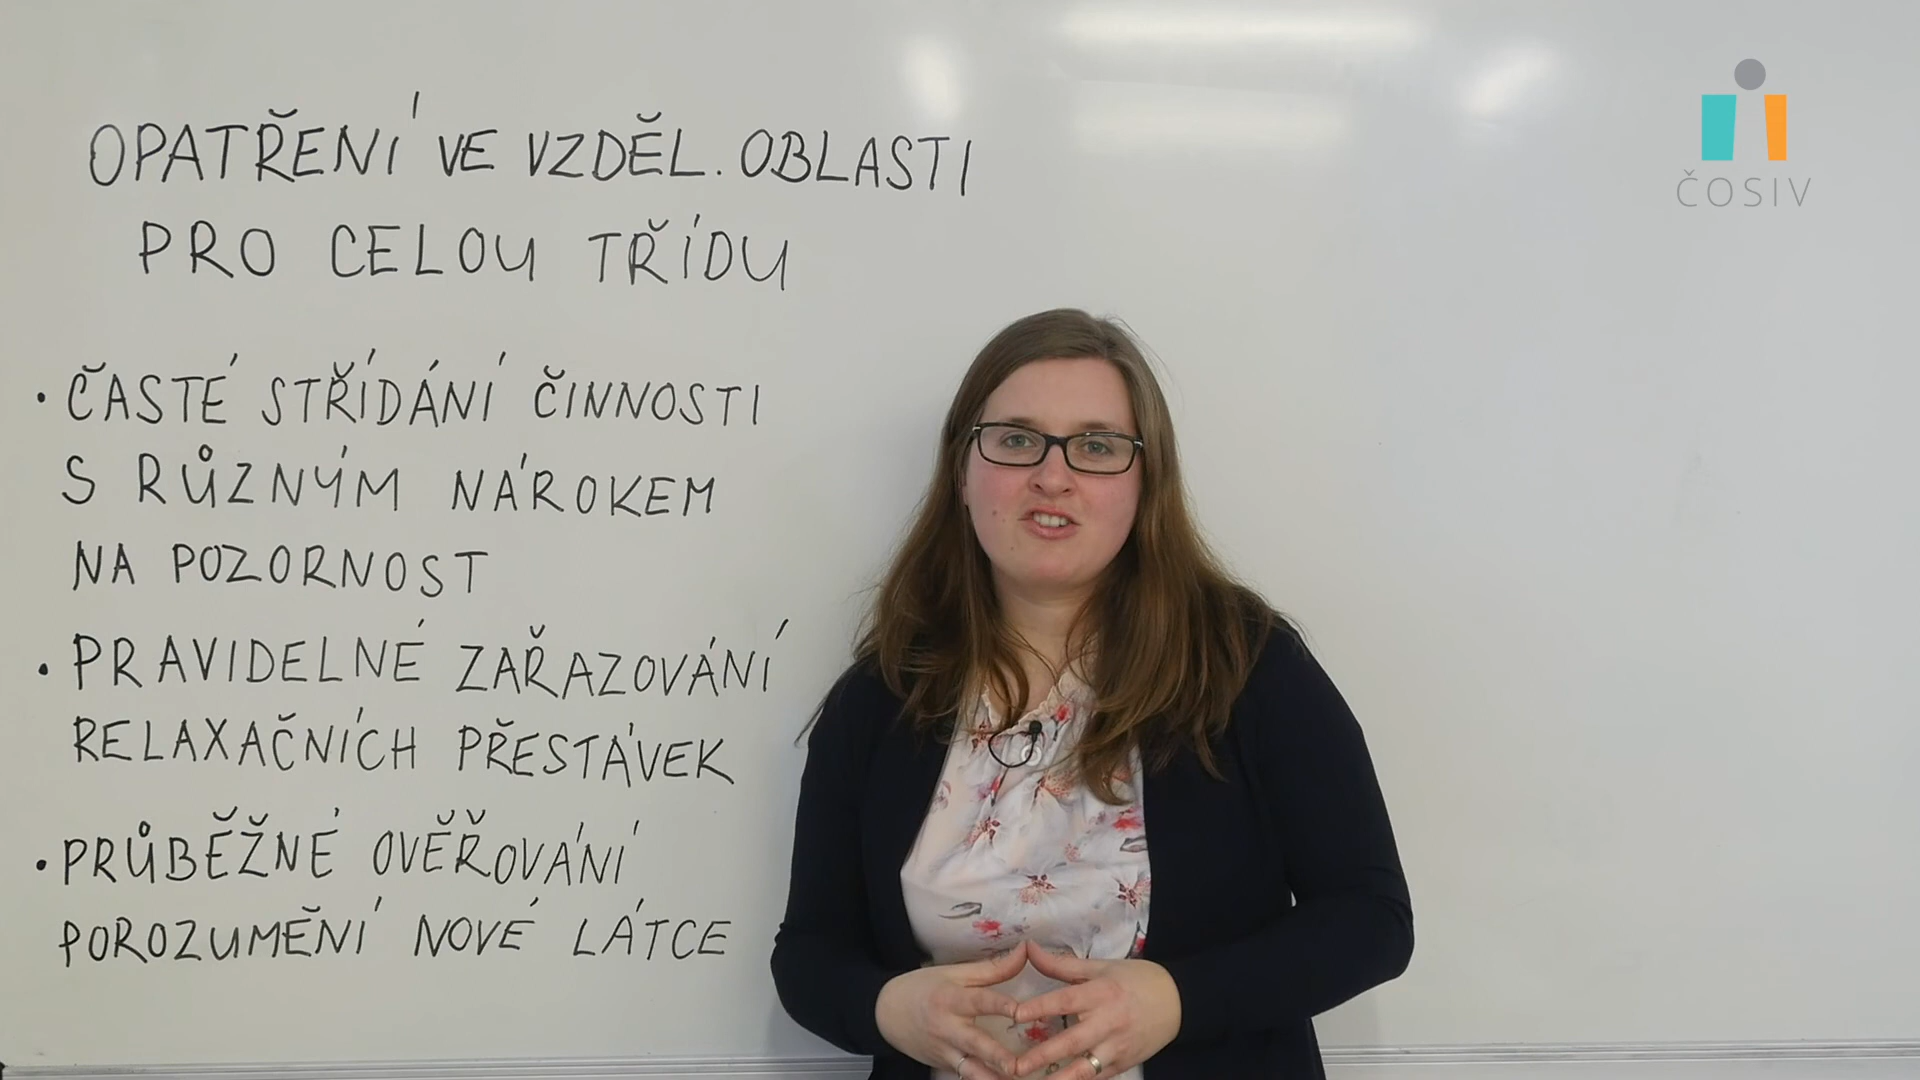 OPATŘENÍ VE VZDĚL. OBLASTI
PRO CELOU TŘÍDU
• ČASTÉ STŘÍDÁNÍ ČINNOSTI
S RŮZNÝM NÁROKEM
NA POZORNOST
• PRAVIDELNÉ ZAŘAZOVÁNÍ
RELAXAČNÍCH PŘESTÁVEK
• PRŮBĚŽNÉ OVĚŘOVÁNÍ
POROZUMĚNÍ NOVÉ LÁTCE
ČOSIV